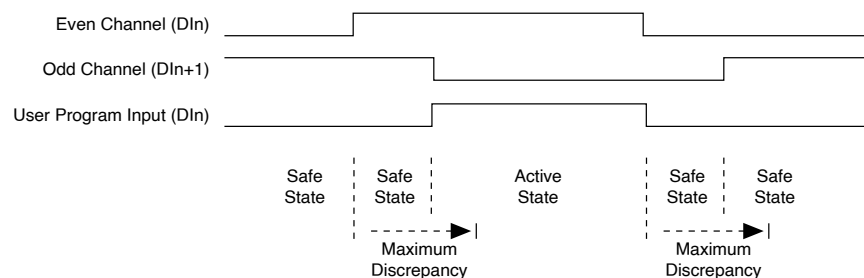 Even Channel (DIn)
Odd Channel (DIn+1)
User Program Input (DIn)
Safe State
Safe State
Active State
Safe State
Safe State
Maximum Discrepancy
Maximum Discrepancy